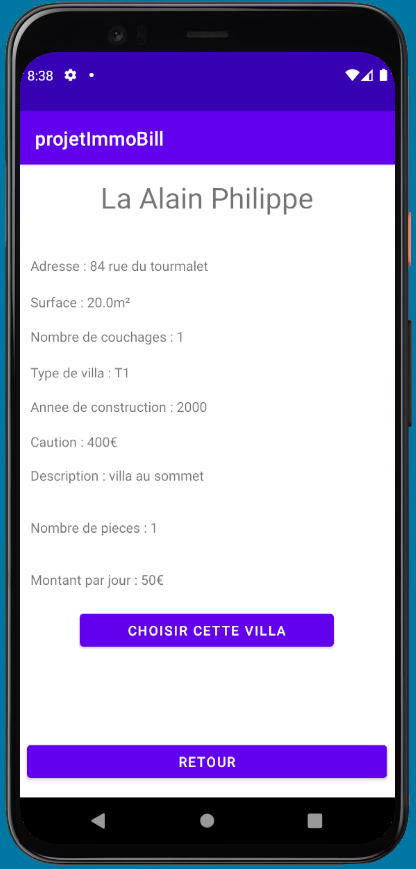 8:38
projetImmoBill
La Alain Philippe
Adresse : 84 rue du tourmalet
Surface : 20.0m²
Nombre de couchages : 1
Type de villa : T1
Annee de construction : 2000
Caution : 400€
Description : villa au sommet
Nombre de pieces : 1
Montant par jour : 50€
CHOISIR CETTE VILLA
RETOUR